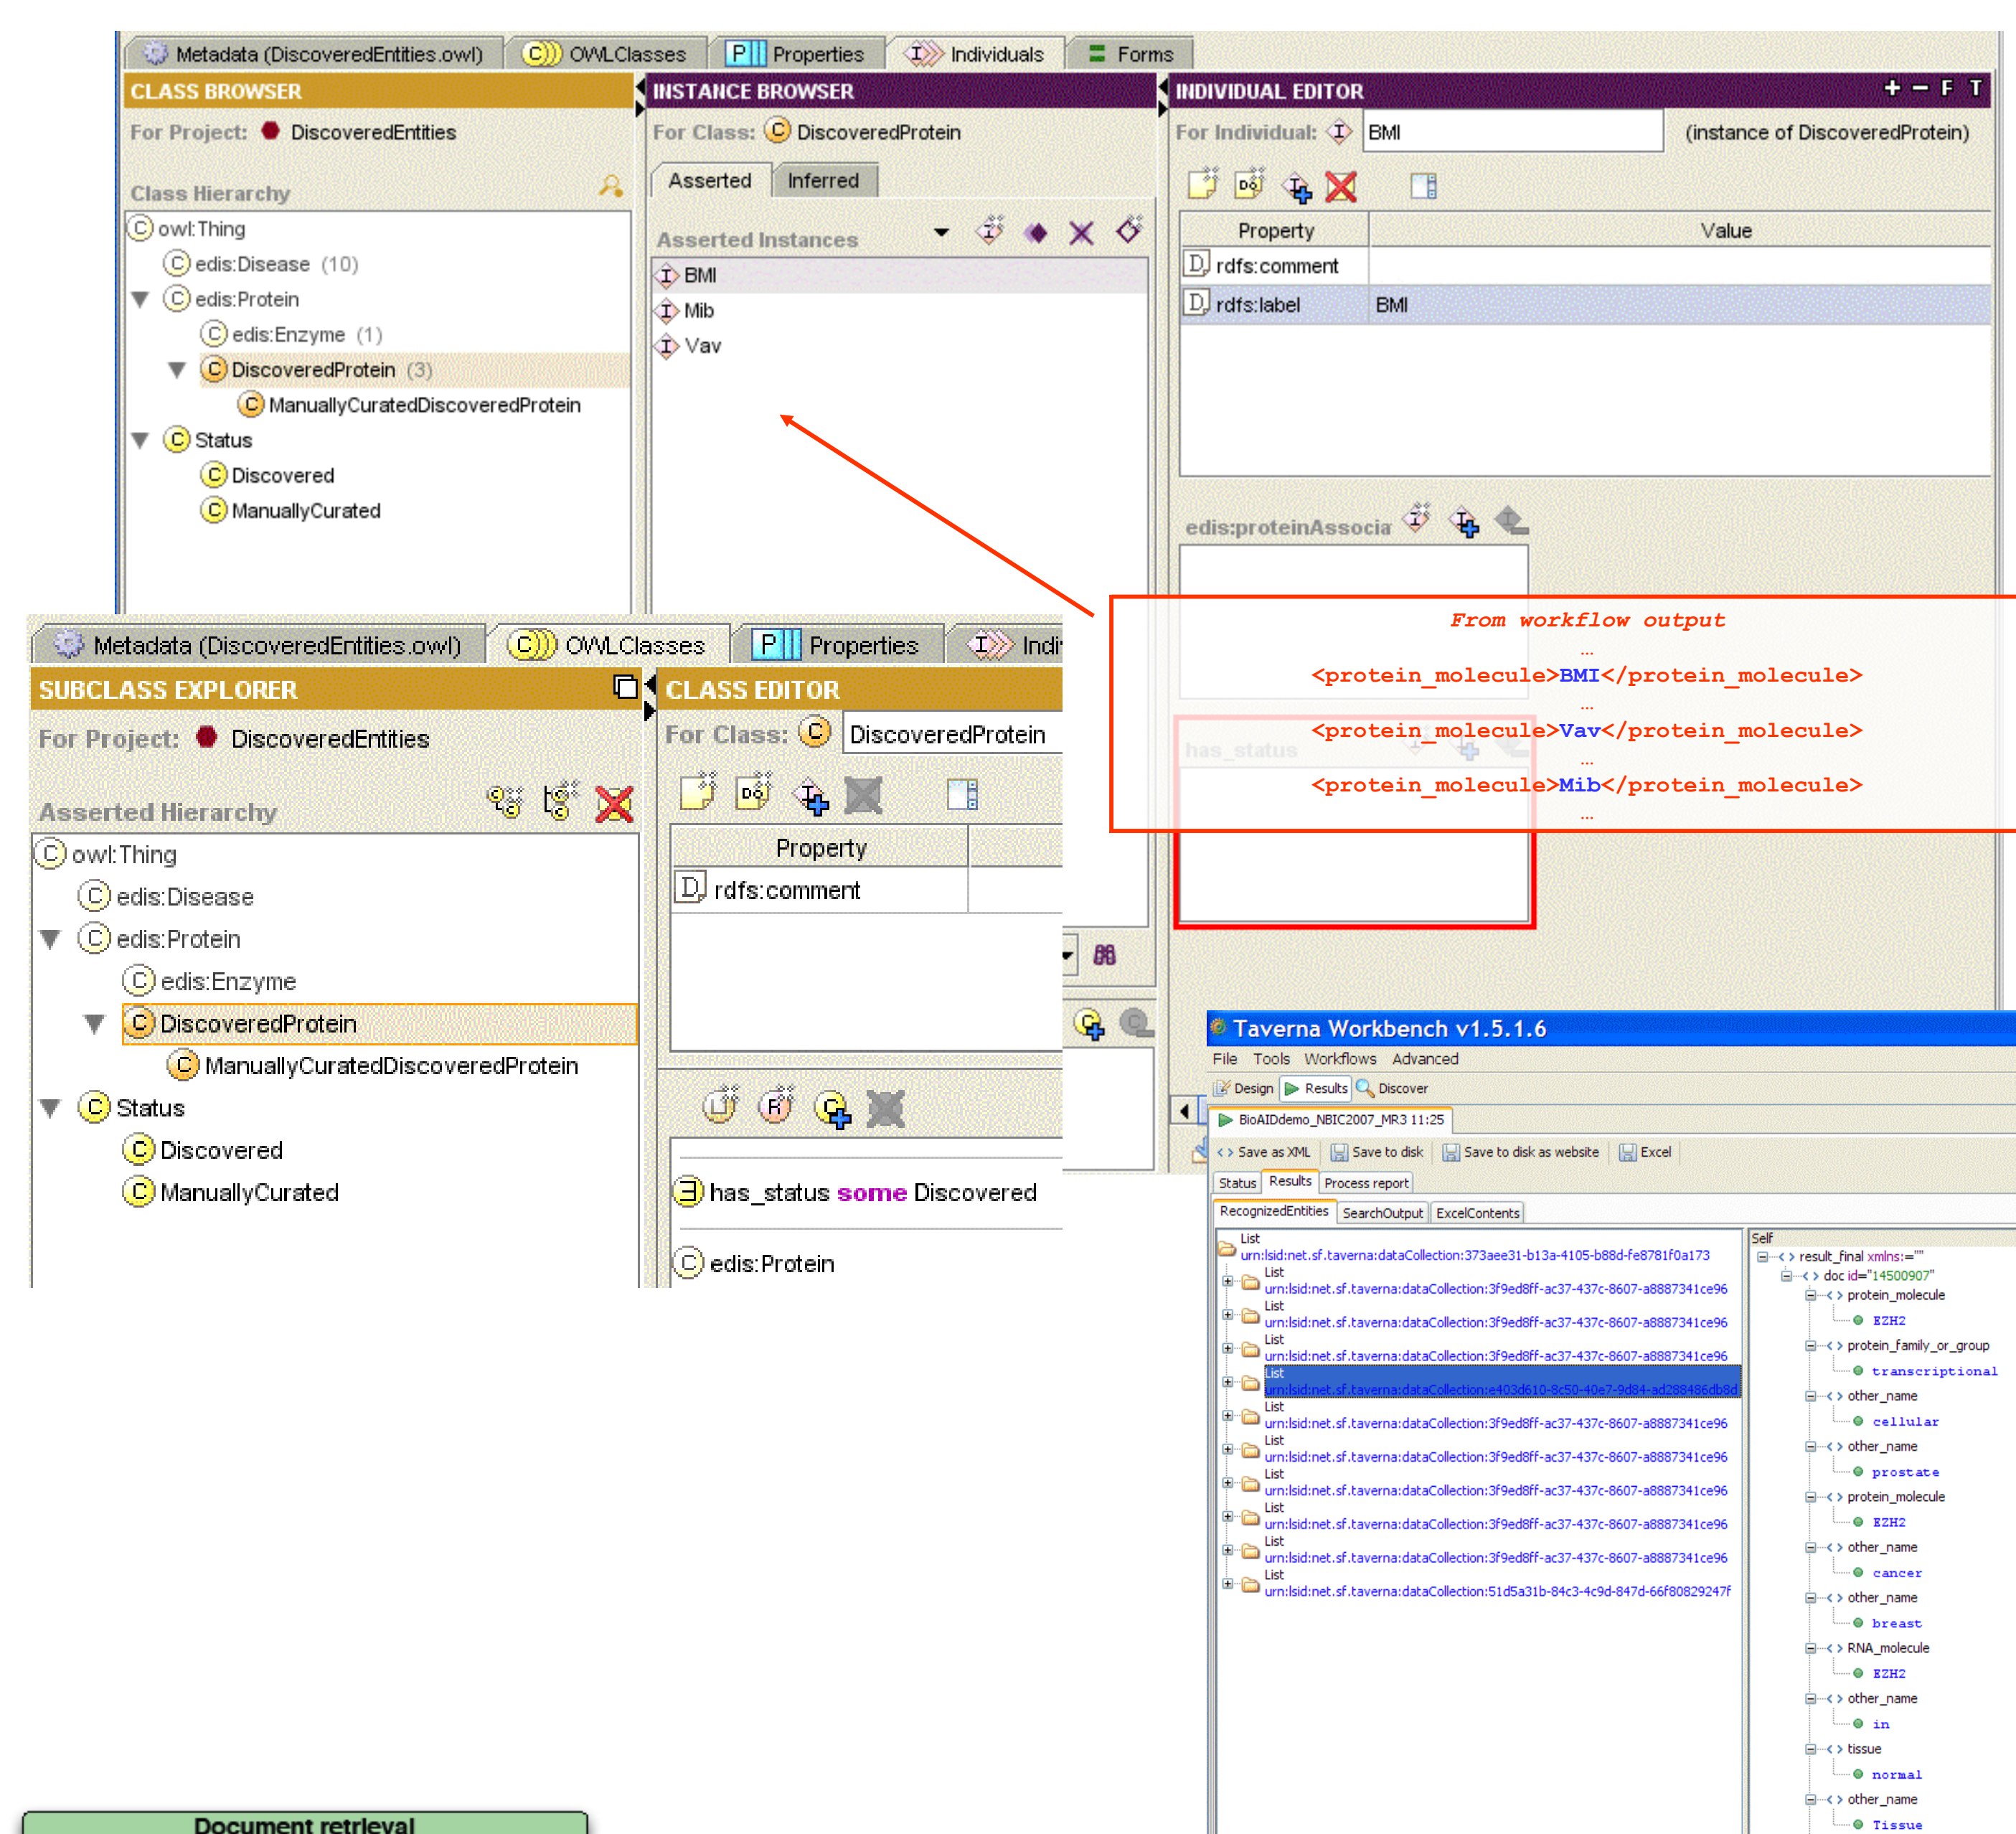 Metadata (DiscoveredEntities.owl) OWLClasses Properties Individuals Forms
CLASS BROWSER
For Project: DiscoveredEntities
Class Hierarchy
owl:Thing
edis:Disease (10)
edis:Protein
edis:Enzyme (1)
DiscoveredProtein (3)
ManuallyCuratedDiscoveredProtein
Status
Discovered
ManuallyCurated
INSTANCE BROWSER
For Class: DiscoveredProtein
Asserted Inferred
Asserted Instances
BMI
Mib
Vav
INDIVIDUAL EDITOR + − F T
For Individual: BMI (instance of DiscoveredProtein)
Property Value
rdfs:comment
rdfs:label BMI
edis:proteinAssocia
has_status
From workflow output
…
<protein_molecule>BMI</protein_molecule>
…
<protein_molecule>Vav</protein_molecule>
…
<protein_molecule>Mib</protein_molecule>
…
Metadata (DiscoveredEntities.owl) OWLClasses Properties Indi
SUBCLASS EXPLORER
For Project: DiscoveredEntities
Asserted Hierarchy
owl:Thing
edis:Disease
edis:Protein
edis:Enzyme
DiscoveredProtein
ManuallyCuratedDiscoveredProtein
Status
Discovered
ManuallyCurated
CLASS EDITOR
For Class: DiscoveredProtein
Property
rdfs:comment
has_status some Discovered
edis:Protein
Taverna Workbench v1.5.1.6
File Tools Workflows Advanced
Design Results Discover
BioAIDdemo_NBIC2007_MR3 11:25
Save as XML Save to disk Save to disk as website Excel
Status Results Process report
RecognizedEntities SearchOutput ExcelContents
List
urn:lsid:net.sf.taverna:dataCollection:373aee31-b13a-4105-b88d-fe8781f0a173
List
urn:lsid:net.sf.taverna:dataCollection:3f9ed8ff-ac37-437c-8607-a8887341ce96
List
urn:lsid:net.sf.taverna:dataCollection:3f9ed8ff-ac37-437c-8607-a8887341ce96
List
urn:lsid:net.sf.taverna:dataCollection:3f9ed8ff-ac37-437c-8607-a8887341ce96
List
urn:lsid:net.sf.taverna:dataCollection:e403d610-8c50-40e7-9d84-ad288486db8d
List
urn:lsid:net.sf.taverna:dataCollection:3f9ed8ff-ac37-437c-8607-a8887341ce96
List
urn:lsid:net.sf.taverna:dataCollection:3f9ed8ff-ac37-437c-8607-a8887341ce96
List
urn:lsid:net.sf.taverna:dataCollection:3f9ed8ff-ac37-437c-8607-a8887341ce96
List
urn:lsid:net.sf.taverna:dataCollection:3f9ed8ff-ac37-437c-8607-a8887341ce96
List
urn:lsid:net.sf.taverna:dataCollection:3f9ed8ff-ac37-437c-8607-a8887341ce96
List
urn:lsid:net.sf.taverna:dataCollection:51d5a31b-84c3-4c9d-847d-66f80829247f
Self
result_final xmlns:=""
doc id="14500907"
protein_molecule
EZH2
protein_family_or_group
transcriptional
other_name
cellular
other_name
prostate
protein_molecule
EZH2
other_name
cancer
other_name
breast
RNA_molecule
EZH2
other_name
in
tissue
normal
other_name
Tissue
Document retrieval